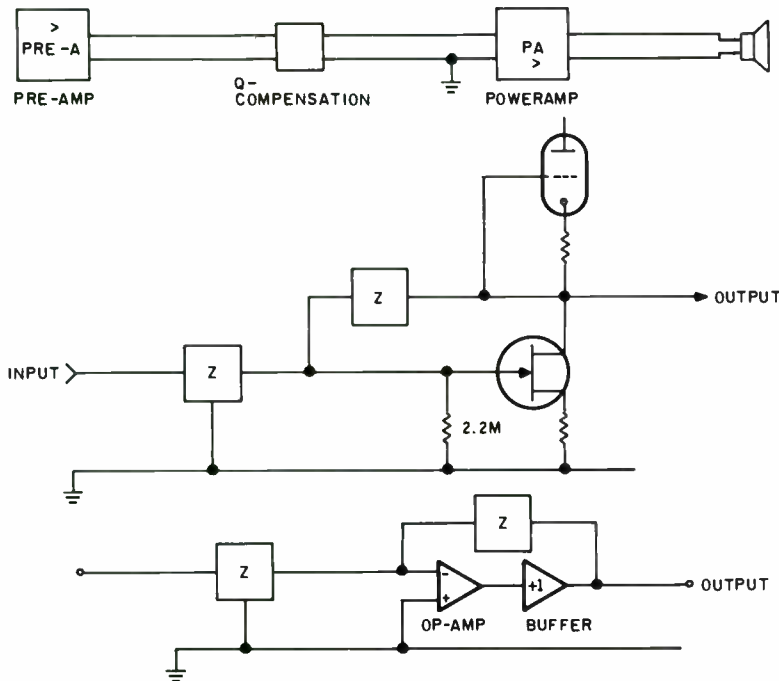 >
PRE-A
PRE-AMP
Q-
COMPENSATION
PA
>
POWERAMP
Z
OUTPUT
INPUT
Z
2.2M
Z
Z
-
+
+1
OUTPUT
OP-AMP
BUFFER